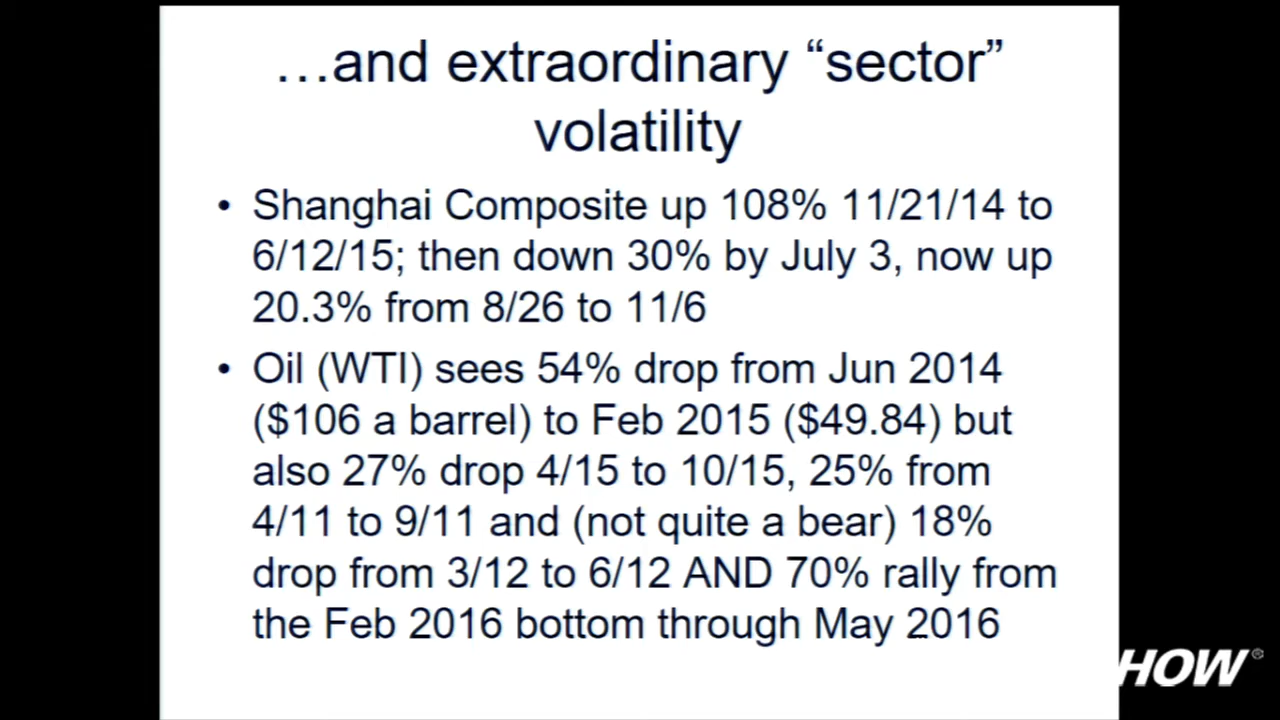 …and extraordinary “sector”
volatility
• Shanghai Composite up 108% 11/21/14 to
6/12/15; then down 30% by July 3, now up
20.3% from 8/26 to 11/6
• Oil (WTI) sees 54% drop from Jun 2014
($106 a barrel) to Feb 2015 ($49.84) but
also 27% drop 4/15 to 10/15, 25% from
4/11 to 9/11 and (not quite a bear) 18%
drop from 3/12 to 6/12 AND 70% rally from
the Feb 2016 bottom through May 2016
HOW®